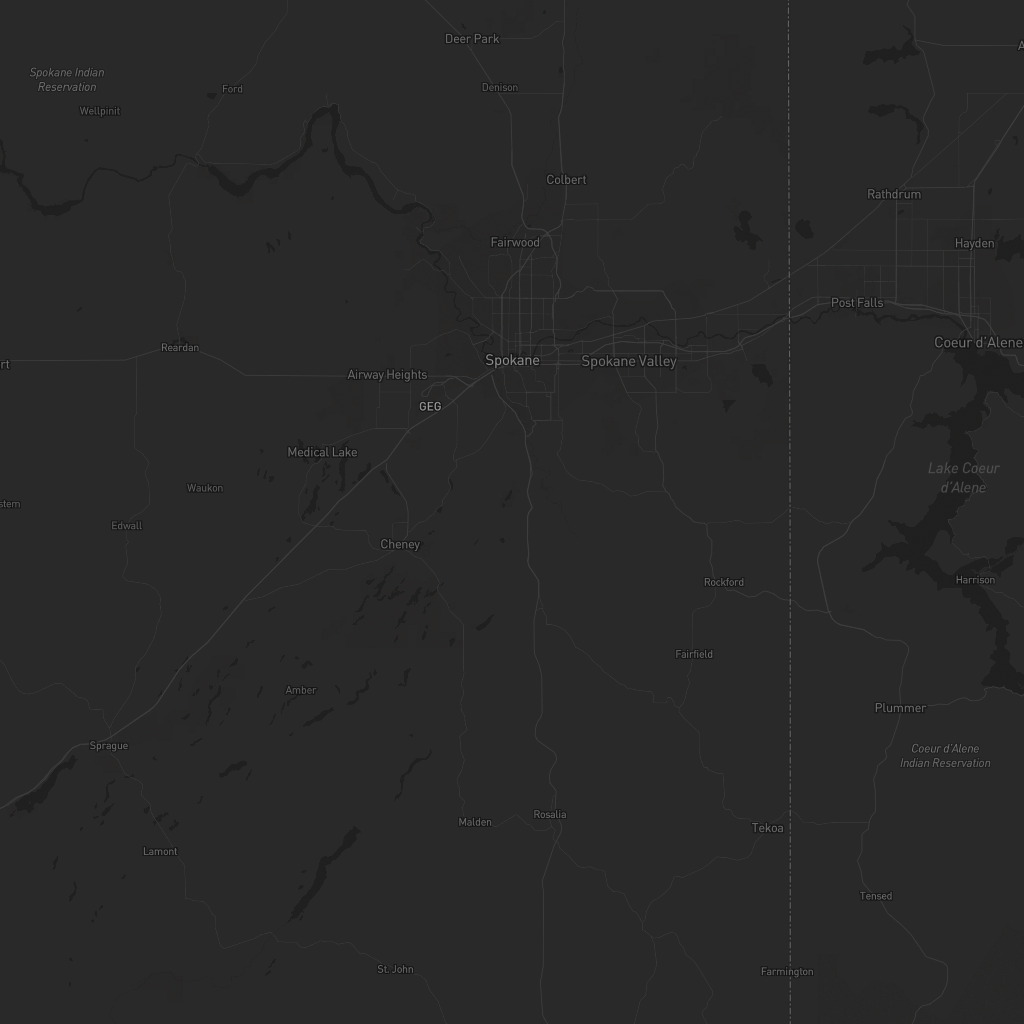 Deer Park
Spokane Indian
Reservation
Ford
Denison
Wellpinit
Colbert
Rathdrum
Fairwood
Hayden
Post Falls
Coeur d'Alene
Reardan
Spokane
Spokane Valley
rt
Airway Heights
GEG
Medical Lake
Lake Coeur
d'Alene
Waukon
stem
Edwall
Cheney
Rockford
Harrison
Fairfield
Amber
Plummer
Sprague
Coeur d'Alene
Indian Reservation
Rosalia
Malden
Tekoa
Lamont
Tensed
St. John
Farmington